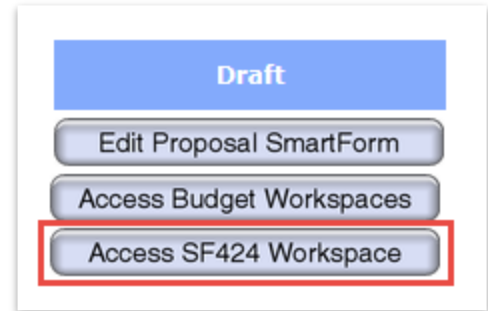 Draft
Edit Proposal SmartForm
Access Budget Workspaces
Access SF424 Workspace